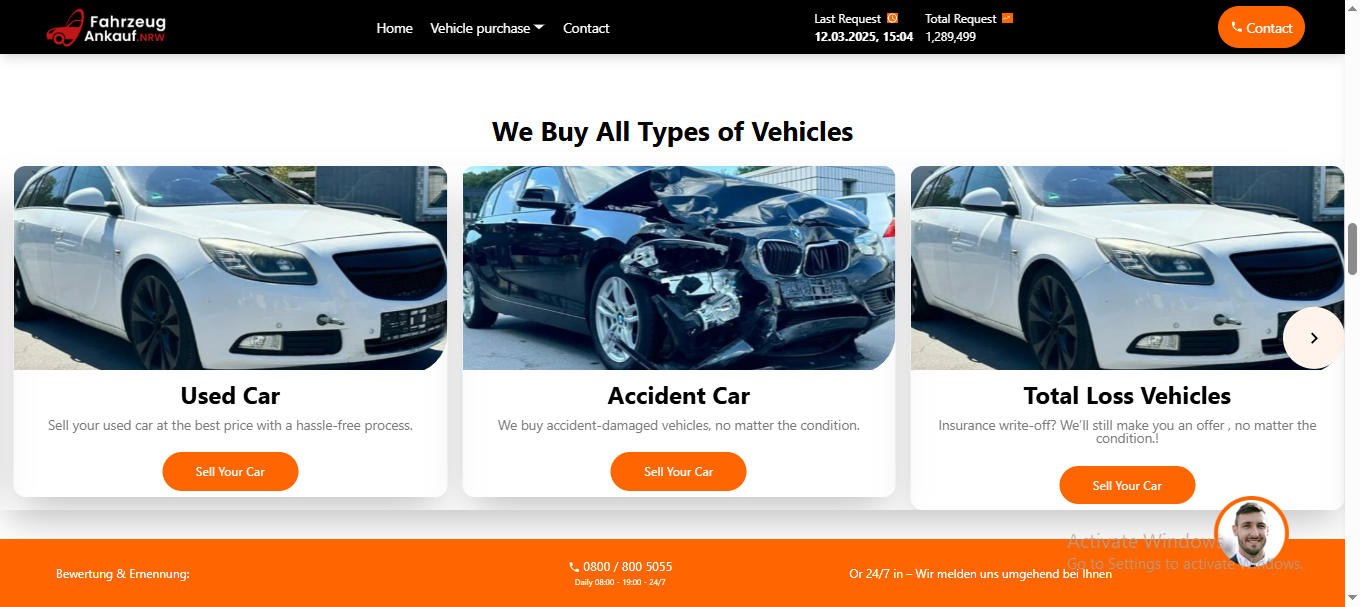 Fahrzeug
Ankauf.NRW
Home
Vehicle purchase
Contact
Last Request
12.03.2025, 15:04
Total Request
1,289,499
Contact
We Buy All Types of Vehicles
Used Car
Sell your used car at the best price with a hassle-free process.
Sell Your Car
Accident Car
We buy accident-damaged vehicles, no matter the condition.
Sell Your Car
Total Loss Vehicles
Insurance write-off? We'll still make you an offer , no matter the
condition.!
Sell Your Car
Bewertung & Ernennung:
0800 / 800 5055
Daily 08:00 - 19:00 - 24/7
Or 24/7 in – Wir melden uns umgehend bei Ihnen
Activate Windows
Go to Settings to activate Windows.